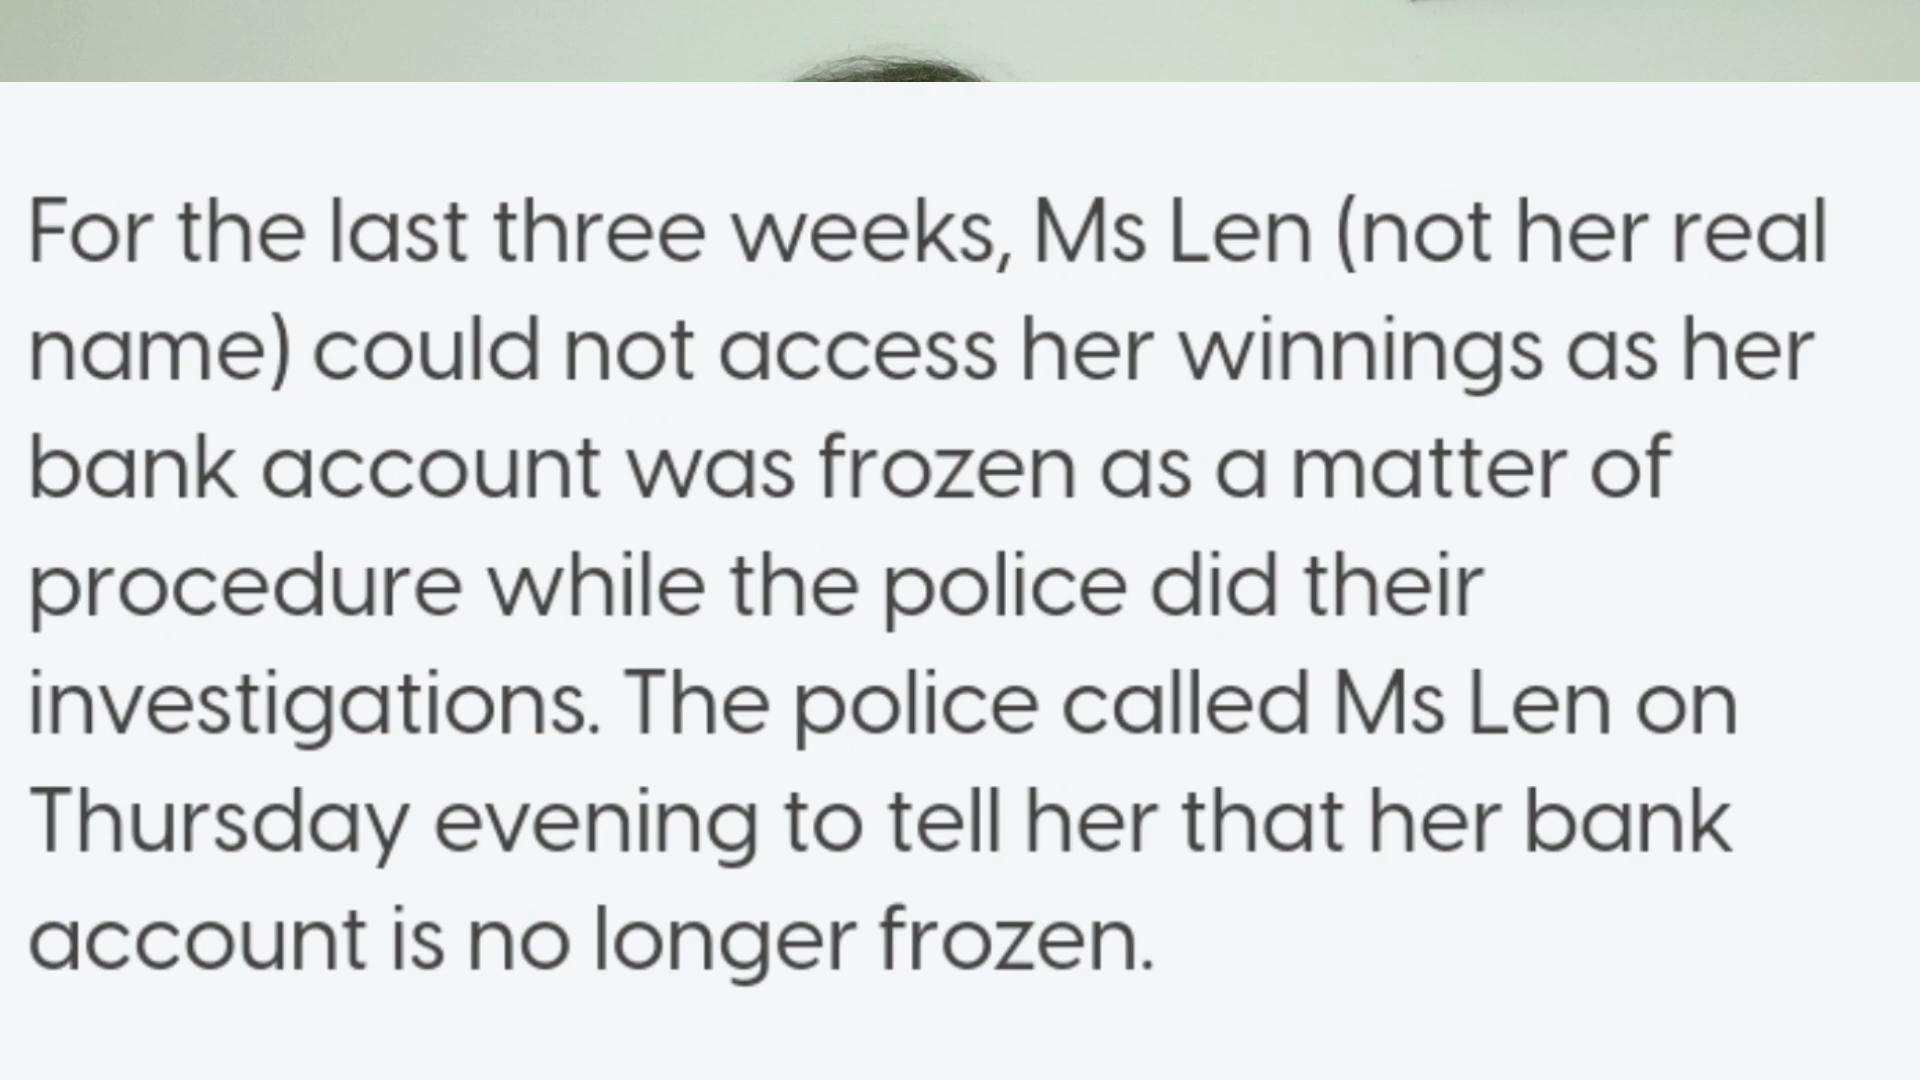 For the last three weeks, Ms Len (not her real
name) could not access her winnings as her
bank account was frozen as a matter of
procedure while the police did their
investigations. The police called Ms Len on
Thursday evening to tell her that her bank
account is no longer frozen.